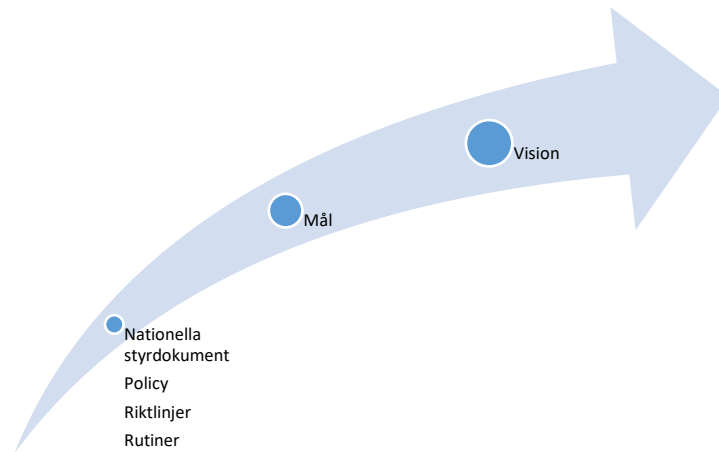 Vision
Mål
Nationella
styrdokument
Policy
Riktlinjer
Rutiner